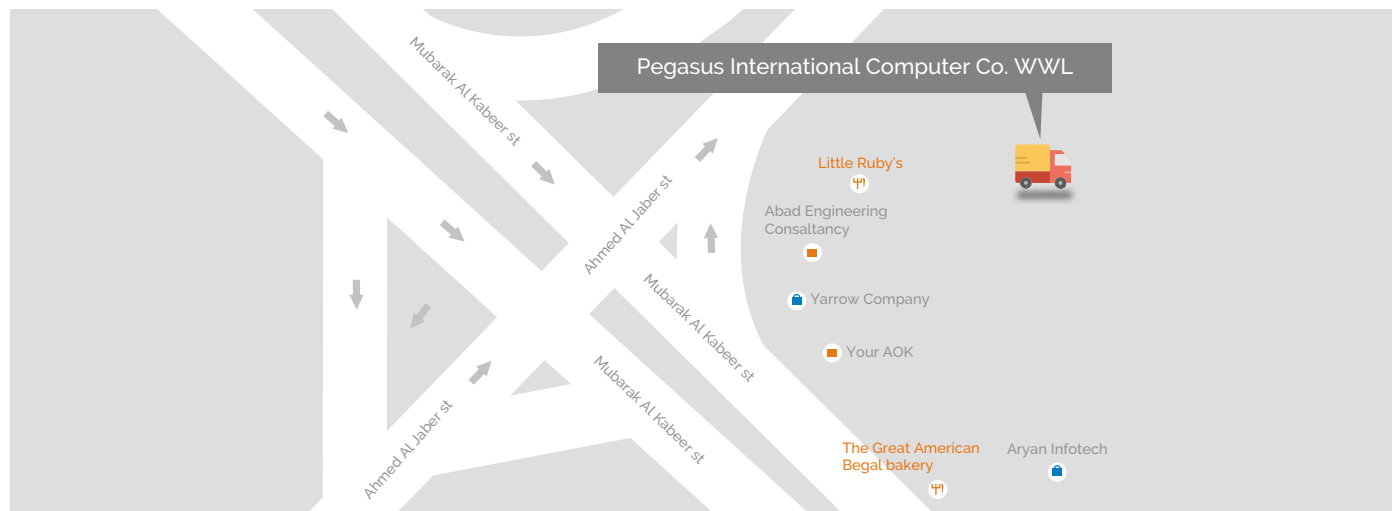 Mubarak Al Kabeer st
Pegasus International Computer Co. WWL
Little Ruby's
Ahmed Al Jaber st
Abad Engineering
Consaltancy
Mubarak Al Kabeer st
Yarrow Company
Your AOK
Mubarak Al Kabeer st
Ahmed Al Jaber st
The Great American
Begal bakery
Aryan Infotech